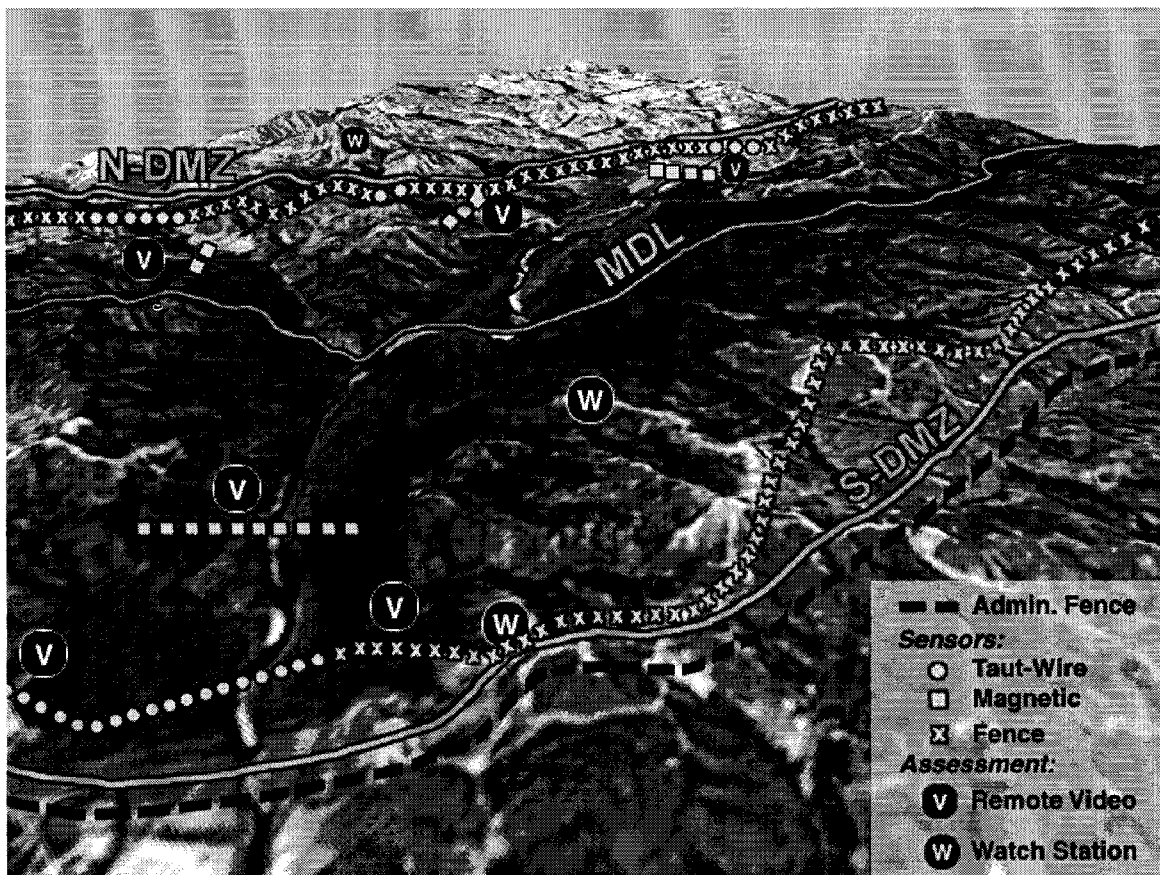 W
N-DMZ
V
V
V
MDL
W
V
S-DMZ
V
W
V
Admin. Fence
Sensors:
Taut-Wire
Magnetic
Fence
Assessment:
V Remote Video
W Watch Station